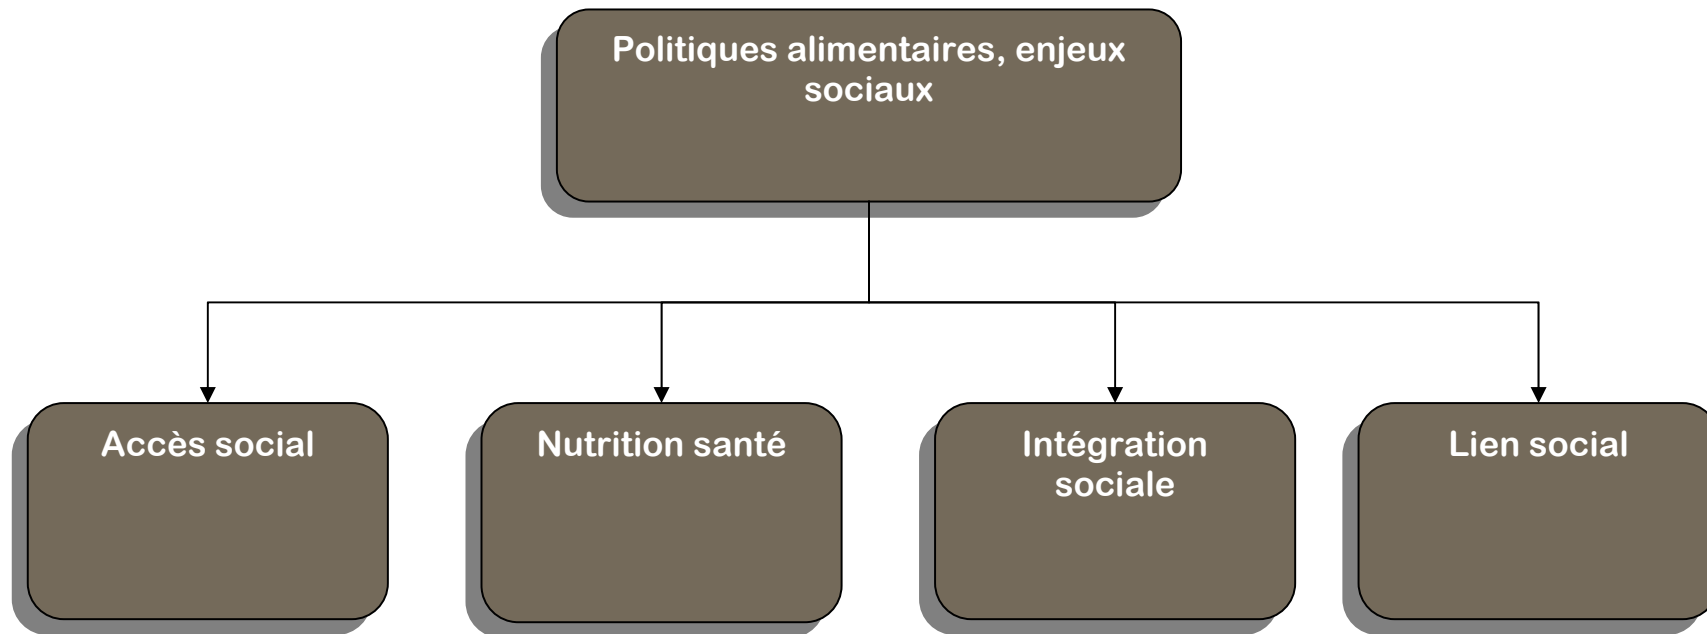 Politiques alimentaires, enjeux
sociaux
Accès social
Nutrition santé
Intégration
sociale
Lien social